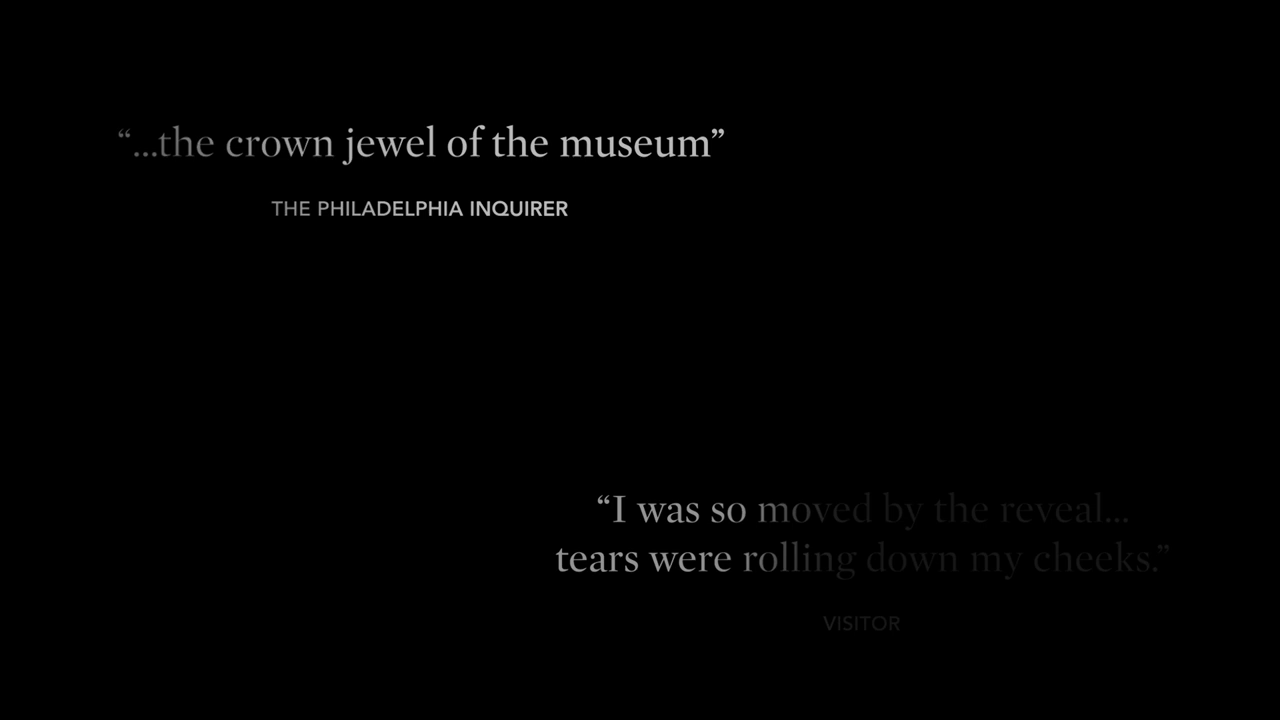 “...the crown jewel of the museum”
THE PHILADELPHIA INQUIRER
“I was so moved by the reveal...
tears were rolling down my cheeks.”
VISITOR